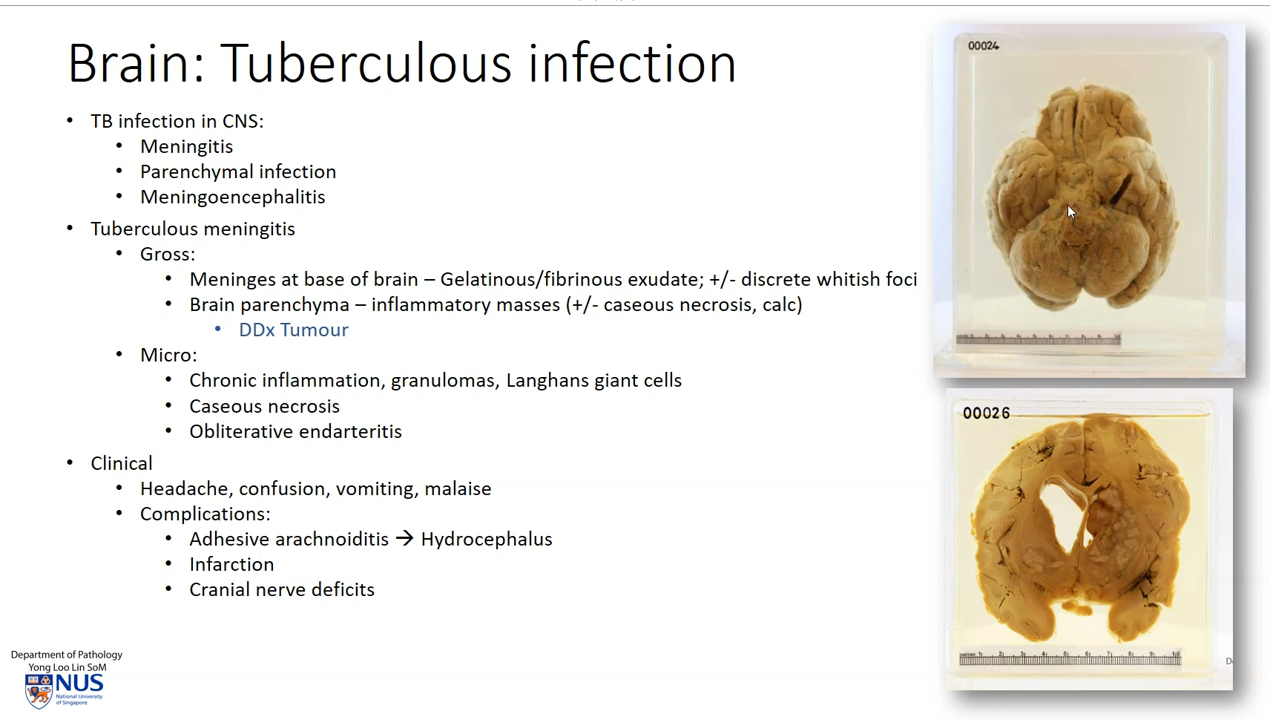 Brain: Tuberculous infection
• TB infection in CNS:
• Meningitis
• Parenchymal infection
• Meningoencephalitis
• Tuberculous meningitis
• Gross:
• Meninges at base of brain – Gelatinous/fibrinous exudate; +/- discrete whitish foci
• Brain parenchyma – inflammatory masses (+/- caseous necrosis, calc)
• DDx Tumour
• Micro:
• Chronic inflammation, granulomas, Langhans giant cells
• Caseous necrosis
• Obliterative endarteritis
• Clinical
• Headache, confusion, vomiting, malaise
• Complications:
• Adhesive arachnoiditis → Hydrocephalus
• Infarction
• Cranial nerve deficits
Department of Pathology
Yong Loo Lin SoM
NUS
National University
of Singapore
00024
00026